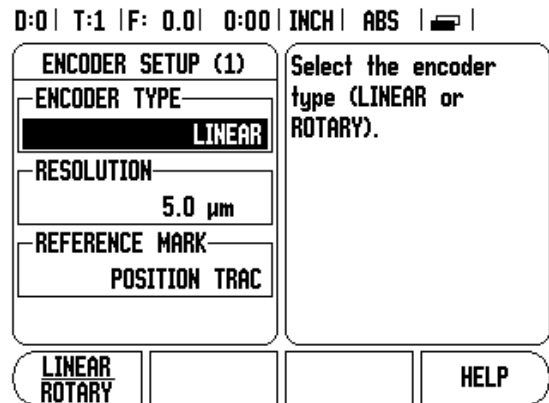 D:0| T:1 |F: 0.0| 0:00|INCH| ABS | |
ENCODER SETUP (1)
ENCODER TYPE
LINEAR
RESOLUTION
5.0 µm
REFERENCE MARK
POSITION TRAC
Select the encoder
type (LINEAR or
ROTARY).
LINEAR
ROTARY
HELP